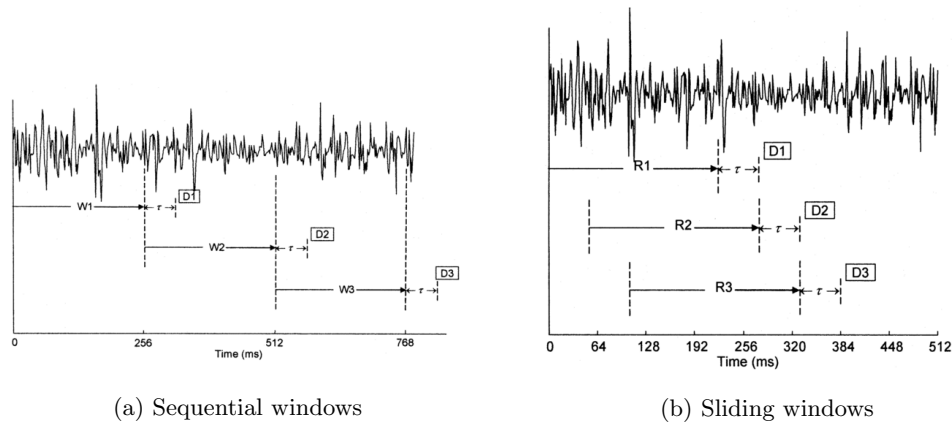 W1
τ
D1
W2
τ
D2
W3
τ
D3
0 256 512 768
Time (ms)
(a) Sequential windows
R1
τ
D1
R2
τ
D2
R3
τ
D3
0 64 128 192 256 320 384 448 512
Time (ms)
(b) Sliding windows